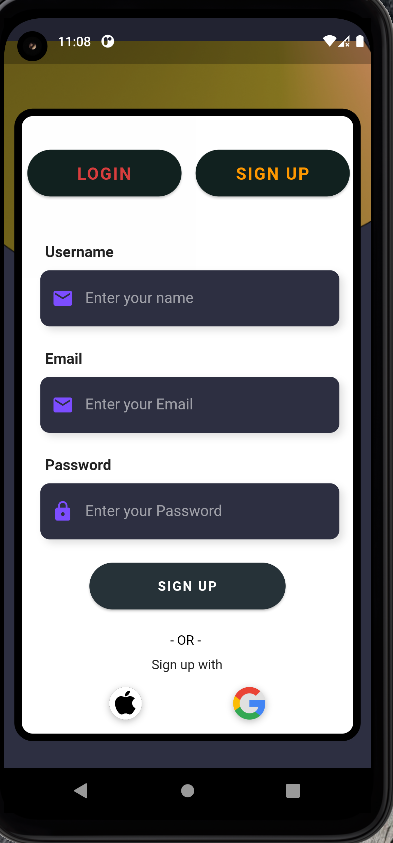 11:08
LOGIN SIGN UP
Username
Enter your name
Email
Enter your Email
Password
Enter your Password
SIGN UP
- OR -
Sign up with